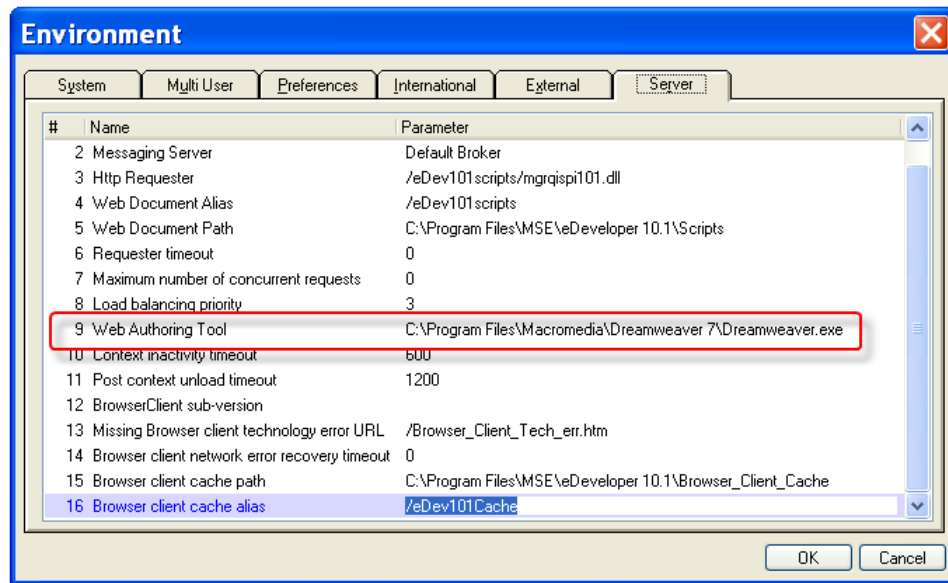 Environment
System Multi User Preferences International External Server
# Name Parameter
2 Messaging Server Default Broker
3 Http Requester /eDev101scripts/mgrqispi101.dll
4 Web Document Alias /eDev101scripts
5 Web Document Path C:\Program Files\MSE\eDeveloper 10.1\Scripts
6 Requester timeout 0
7 Maximum number of concurrent requests 0
8 Load balancing priority 3
9 Web Authoring Tool C:\Program Files\Macromedia\Dreamweaver 7\Dreamweaver.exe
10 Context inactivity timeout 600
11 Post context unload timeout 1200
12 BrowserClient sub-version
13 Missing Browser client technology error URL /Browser_Client_Tech_err.htm
14 Browser client network error recovery timeout 0
15 Browser client cache path C:\Program Files\MSE\eDeveloper 10.1\Browser_Client_Cache
16 Browser client cache alias /eDev101Cache
OK Cancel